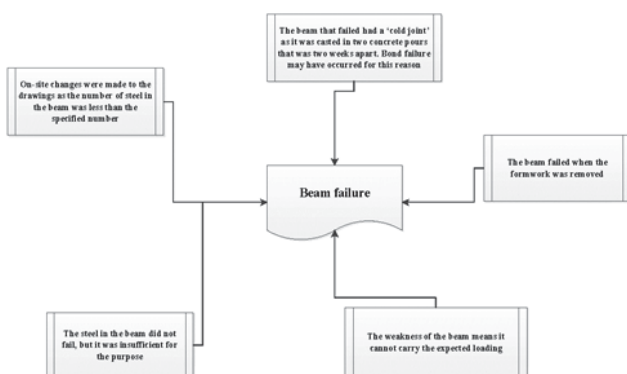 The beam that failed had a ‘cold joint’
as it was casted in two concrete pours
that was two weeks apart. Bond failure
may have occurred for this reason
On-site changes were made to the
drawings as the number of steel in
the beam was less than the
specified number
The beam failed when the
formwork was removed
Beam failure
The steel in the beam did not
fail, but it was insufficient for
the purpose
The weakness of the beam means it
cannot carry the expected loading